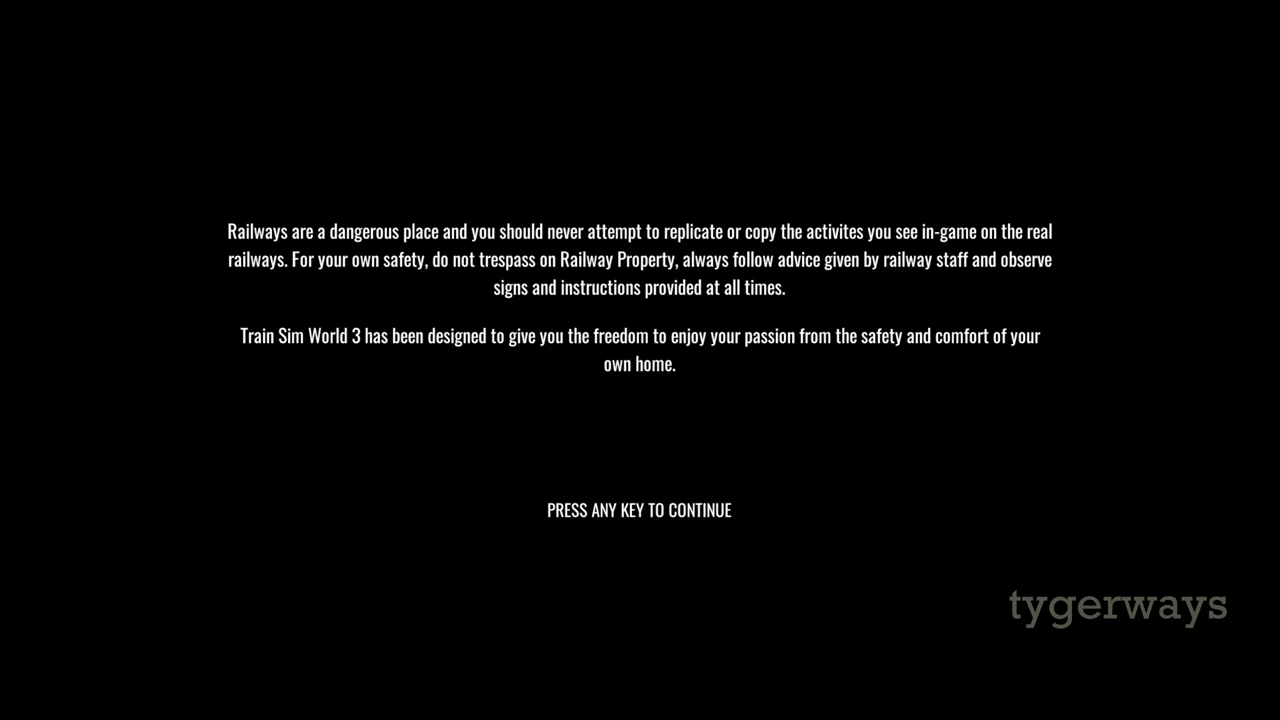 Railways are a dangerous place and you should never attempt to replicate or copy the activites you see in-game on the real
railways. For your own safety, do not trespass on Railway Property, always follow advice given by railway staff and observe
signs and instructions provided at all times.
Train Sim World 3 has been designed to give you the freedom to enjoy your passion from the safety and comfort of your
own home.
PRESS ANY KEY TO CONTINUE
tygerways